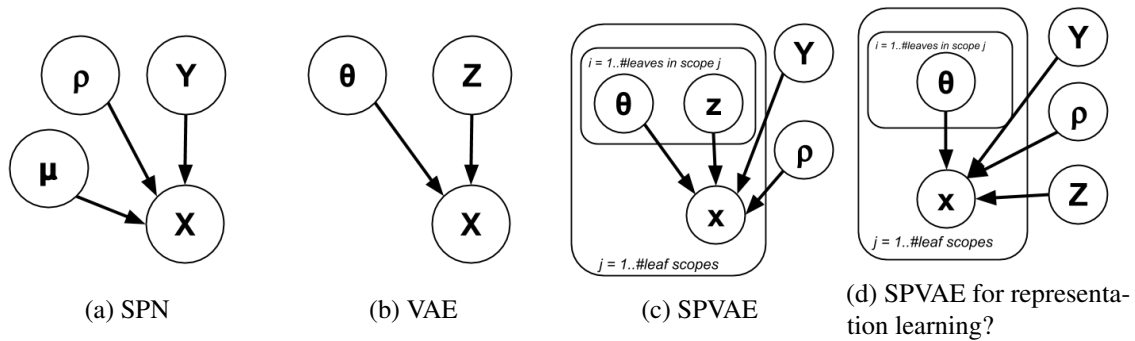 ρ
Y
μ
X
(a) SPN
θ
Z
X
(b) VAE
i = 1..#leaves in scope j
θ
z
Y
ρ
x
j = 1..#leaf scopes
(c) SPVAE
i = 1..#leaves in scope j
θ
Y
ρ
x
Z
j = 1..#leaf scopes
(d) SPVAE for representa-
tion learning?